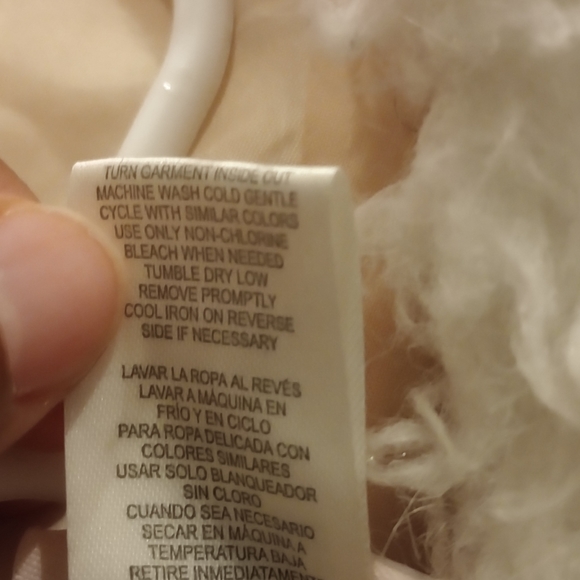 TURN GARMENT INSIDE OUT
MACHINE WASH COLD GENTLE
CYCLE WITH SIMILAR COLORS
USE ONLY NON-CHLORINE
BLEACH WHEN NEEDED
TUMBLE DRY LOW
REMOVE PROMPTLY
COOL IRON ON REVERSE
SIDE IF NECESSARY
LAVAR LA ROPA AL REVÉS
LAVAR A MÁQUINA EN
FRÍO Y EN CICLO
PARA ROPA DELICADA CON
COLORES SIMILARES
USAR SOLO BLANQUEADOR
SIN CLORO
CUANDO SEA NECESARIO
SECAR EN MÁQUINA A
TEMPERATURA BAJA
RETIRE INMEDIATAMENT